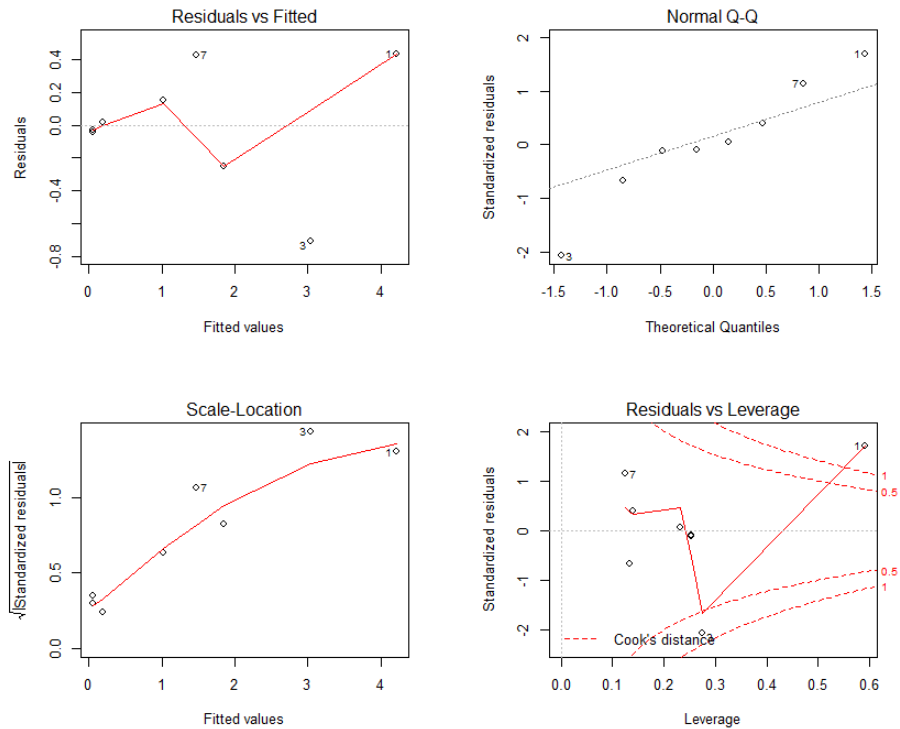 Residuals vs Fitted
Residuals
0.4
0.2
0.0
-0.4
-0.8
7
1
3
0 1 2 3 4
Fitted values
Normal Q-Q
Standardized residuals
2
1
0
-1
-2
1
7
3
-1.5 -1.0 -0.5 0.0 0.5 1.0 1.5
Theoretical Quantiles
Scale-Location
√|Standardized residuals|
1.0
0.5
0.0
3
1
7
0 1 2 3 4
Fitted values
Residuals vs Leverage
Standardized residuals
2
1
0
-1
-2
1
7
3
1
0.5
0.5
1
Cook's distance
0.0 0.1 0.2 0.3 0.4 0.5 0.6
Leverage